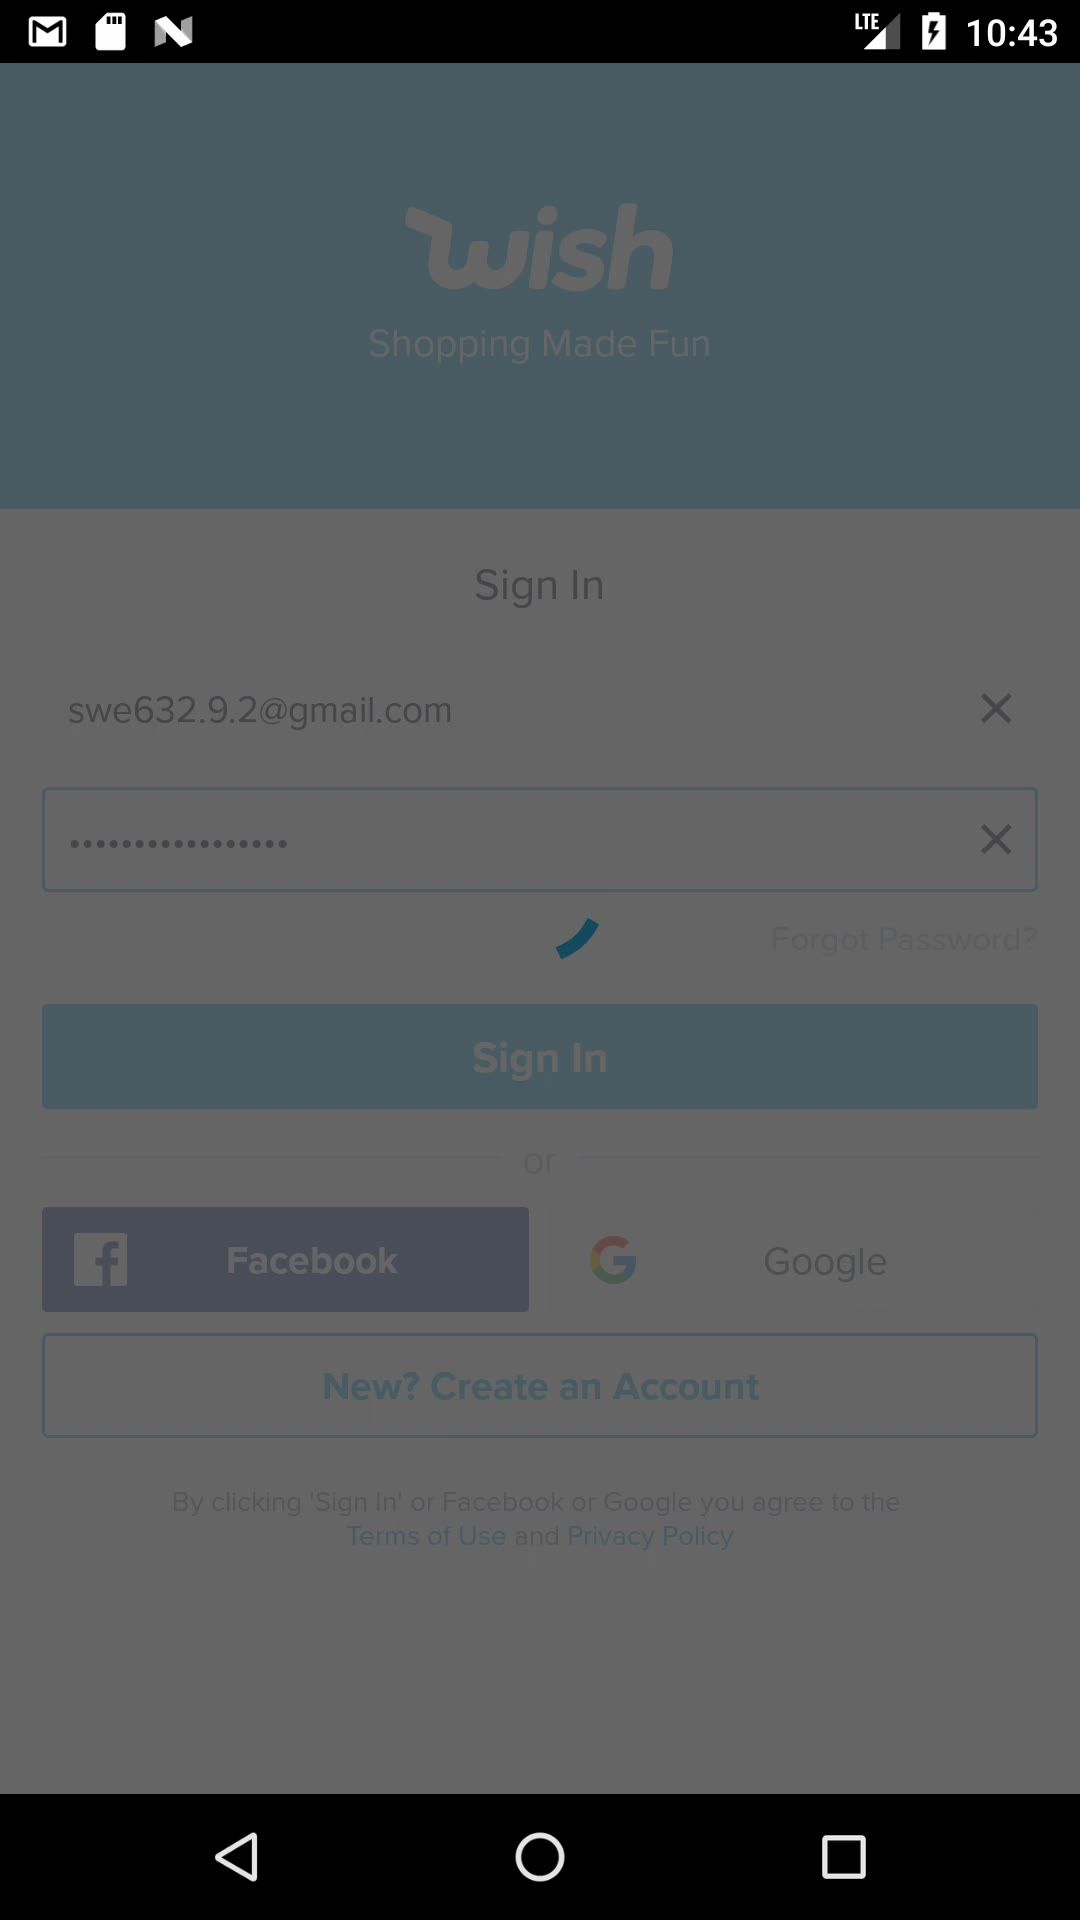 LTE 10:43
wish
Shopping Made Fun
Sign In
swe632.9.2@gmail.com
•••••••••••••••••
Forgot Password?
Sign In
or
Facebook
Google
New? Create an Account
By clicking 'Sign In' or Facebook or Google you agree to the
Terms of Use and Privacy Policy